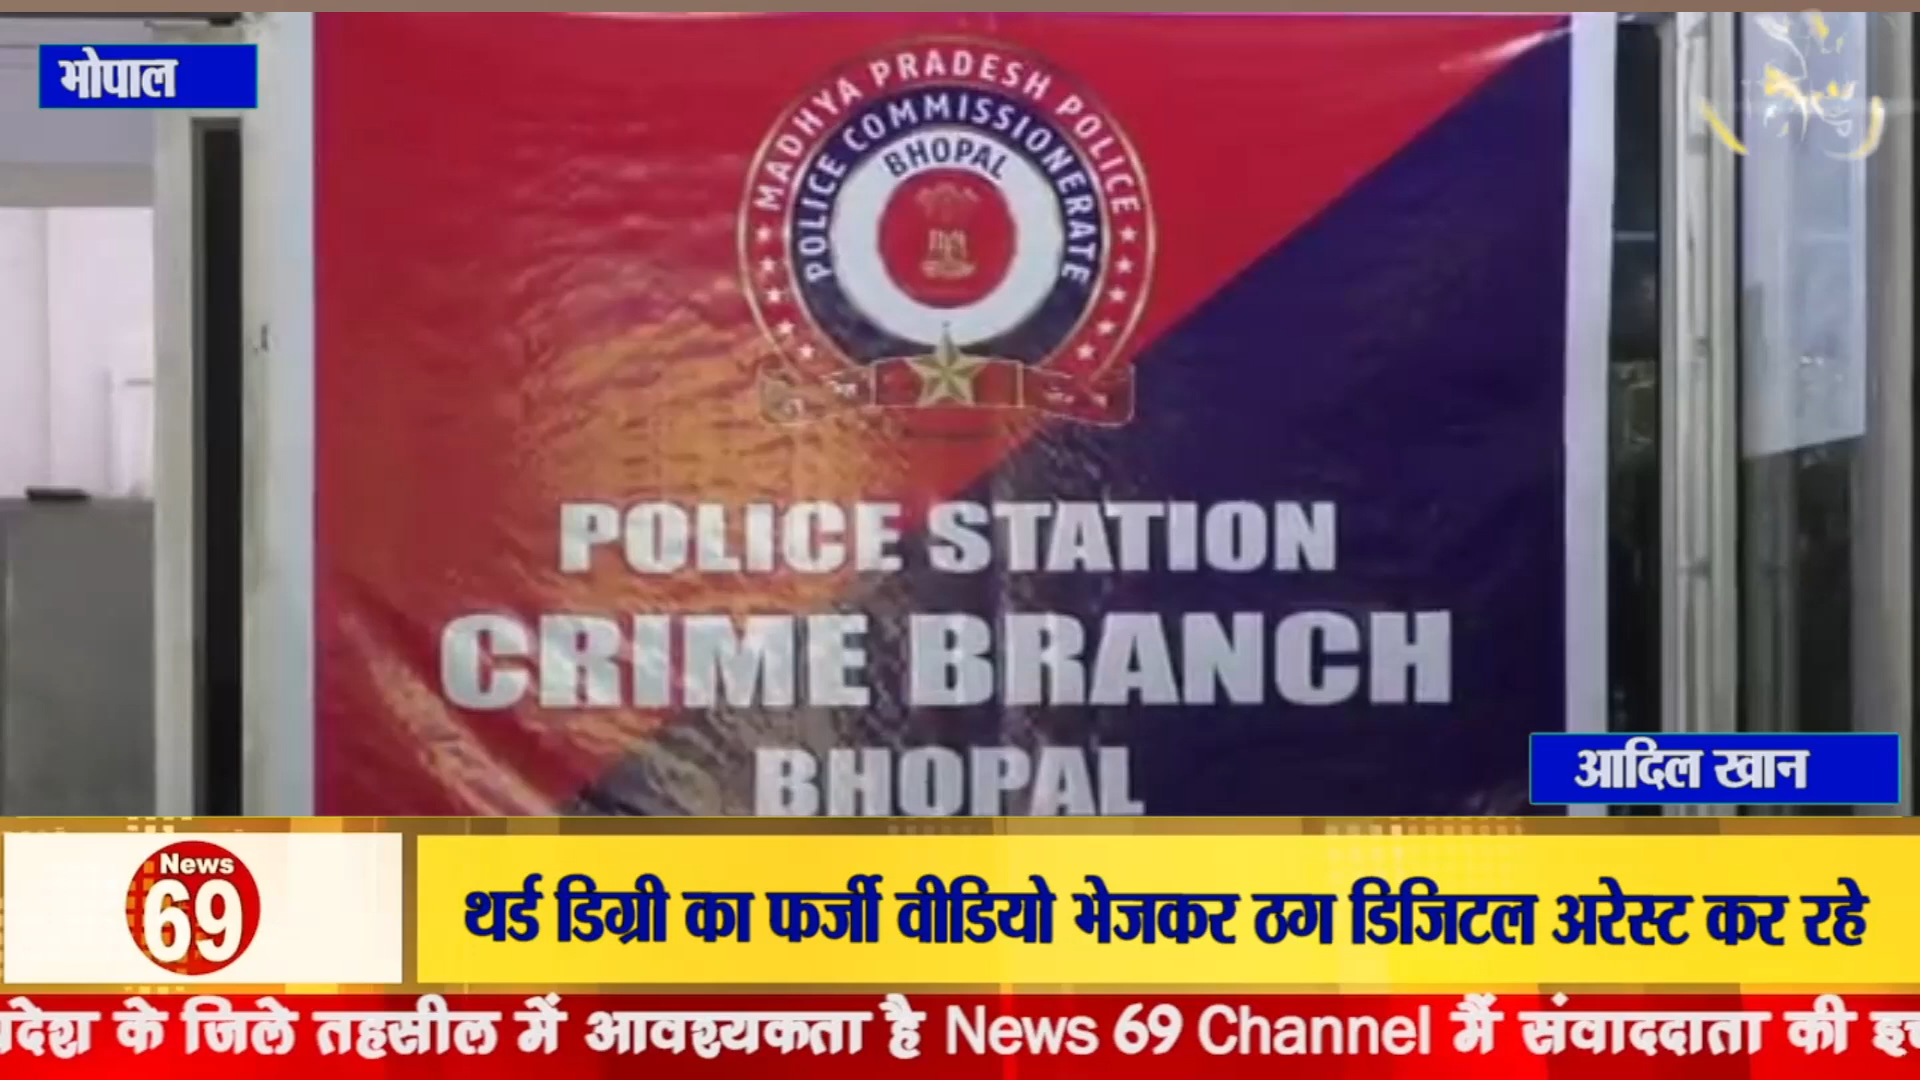 भोपाल
MADHYA PRADESH POLICE
POLICE COMMISSIONERATE
BHOPAL
POLICE STATION
CRIME BRANCH
BHOPAL
आदिल खान
News
69
थर्ड डिग्री का फर्जी वीडियो भेजकर ठग डिजिटल अरेस्ट कर रहे
के जिले तहसील में आवश्यकता है News 69 Channel मैं संवाददाता की